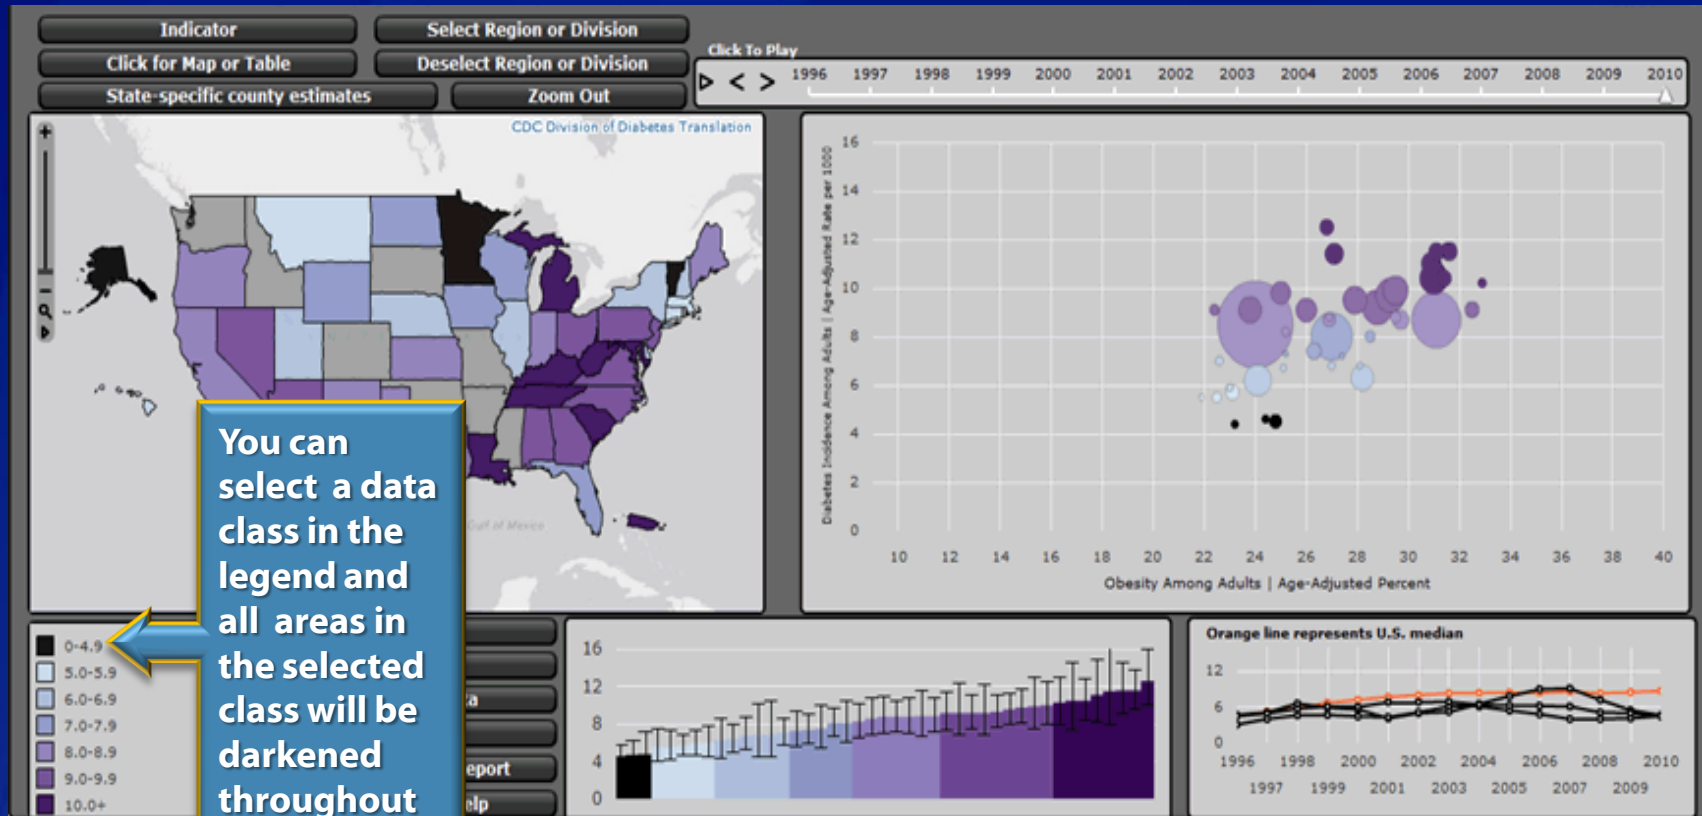 Indicator
Select Region or Division
Click for Map or Table
Deselect Region or Division
State-specific county estimates
Zoom Out
Click To Play
1996 1997 1998 1999 2000 2001 2002 2003 2004 2005 2006 2007 2008 2009 2010
CDC Division of Diabetes Translation
Gulf of Mexico
You can
select a data
class in the
legend and
all areas in
the selected
class will be
darkened
throughout
Diabetes Incidence Among Adults | Age-Adjusted Rate per 1000
16
14
12
10
8
6
4
2
0
10 12 14 16 18 20 22 24 26 28 30 32 34 36 38 40
Obesity Among Adults | Age-Adjusted Percent
0-4.9
5.0-5.9
6.0-6.9
7.0-7.9
8.0-8.9
9.0-9.9
10.0+
a
eport
elp
16
12
8
4
0
Orange line represents U.S. median
12
6
0
1996 1998 2000 2002 2004 2006 2008 2010
1997 1999 2001 2003 2005 2007 2009